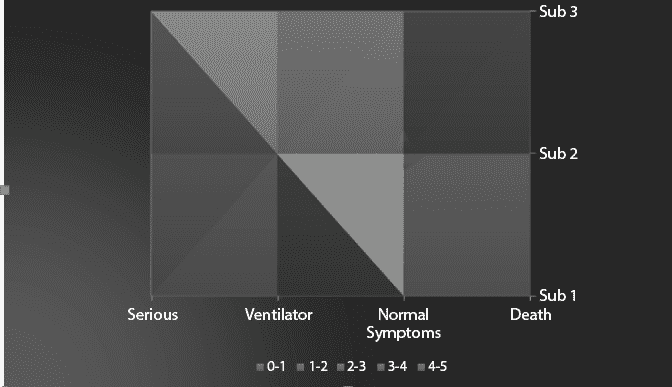 Sub 3
Sub 2
Sub 1
Serious
Ventilator
Normal
Symptoms
Death
0-1
1-2
2-3
3-4
4-5